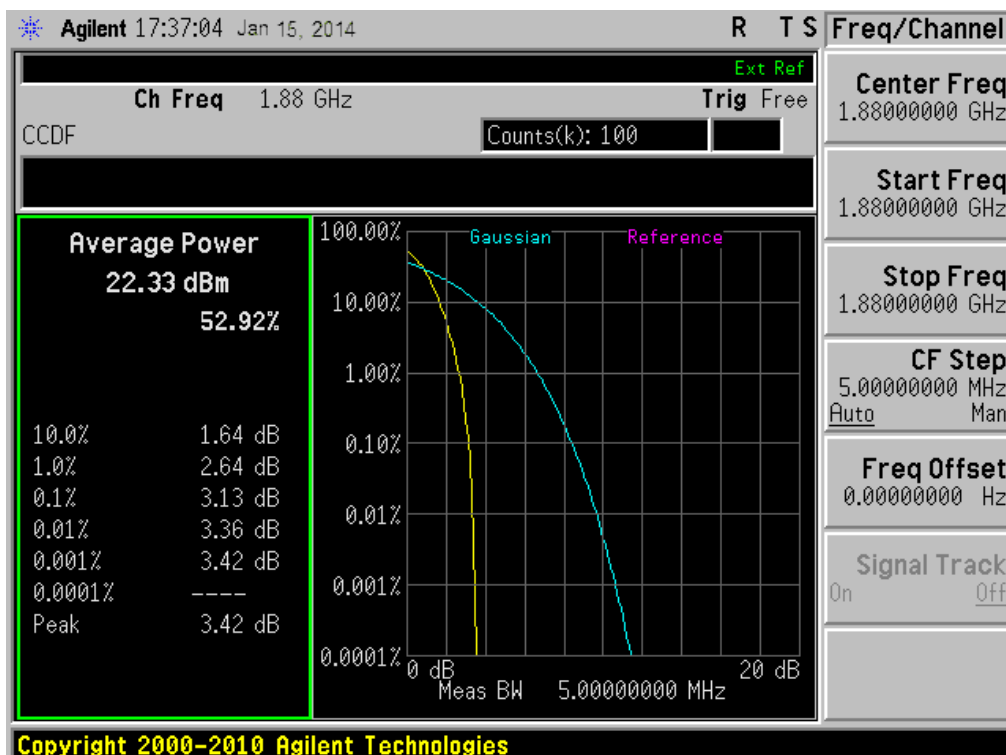 Agilent 17:37:04 Jan 15, 2014 R T S
Freq/Channel
Ext Ref
Ch Freq 1.88 GHz Trig Free
CCDF Counts(k): 100
Average Power
22.33 dBm
52.92%
10.0% 1.64 dB
1.0% 2.64 dB
0.1% 3.13 dB
0.01% 3.36 dB
0.001% 3.42 dB
0.0001% ----
Peak 3.42 dB
Gaussian Reference
100.00%
10.00%
1.00%
0.10%
0.01%
0.001%
0.0001%
0 dB 20 dB
Meas BW 5.00000000 MHz
Center Freq
1.88000000 GHz
Start Freq
1.88000000 GHz
Stop Freq
1.88000000 GHz
CF Step
5.00000000 MHz
Auto Man
Freq Offset
0.00000000 Hz
Signal Track
On Off
Copyright 2000-2010 Agilent Technologies